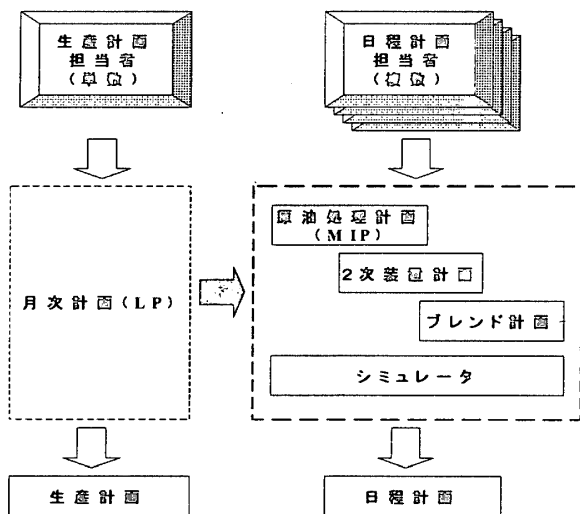 生産計画
担当者
(単数)
日程計画
担当者
(複数)
原油処理計画
(MIP)
2次装置計画
月次計画(LP)
ブレンド計画
シミュレータ
生産計画
日程計画